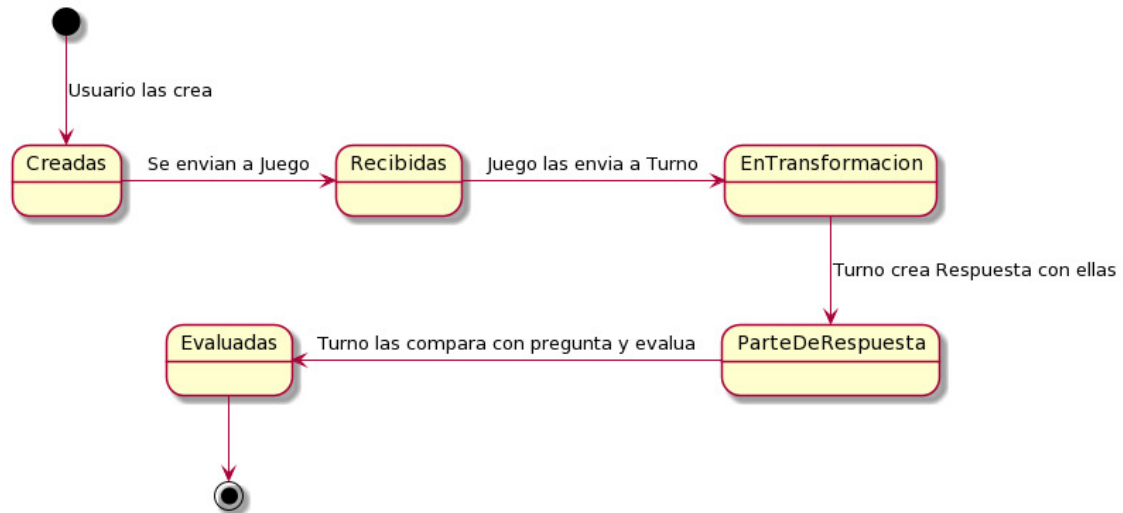 Usuario las crea
Creadas
Se envian a Juego
Recibidas
Juego las envia a Turno
EnTransformacion
Turno crea Respuesta con ellas
Evaluadas
Turno las compara con pregunta y evalua
ParteDeRespuesta